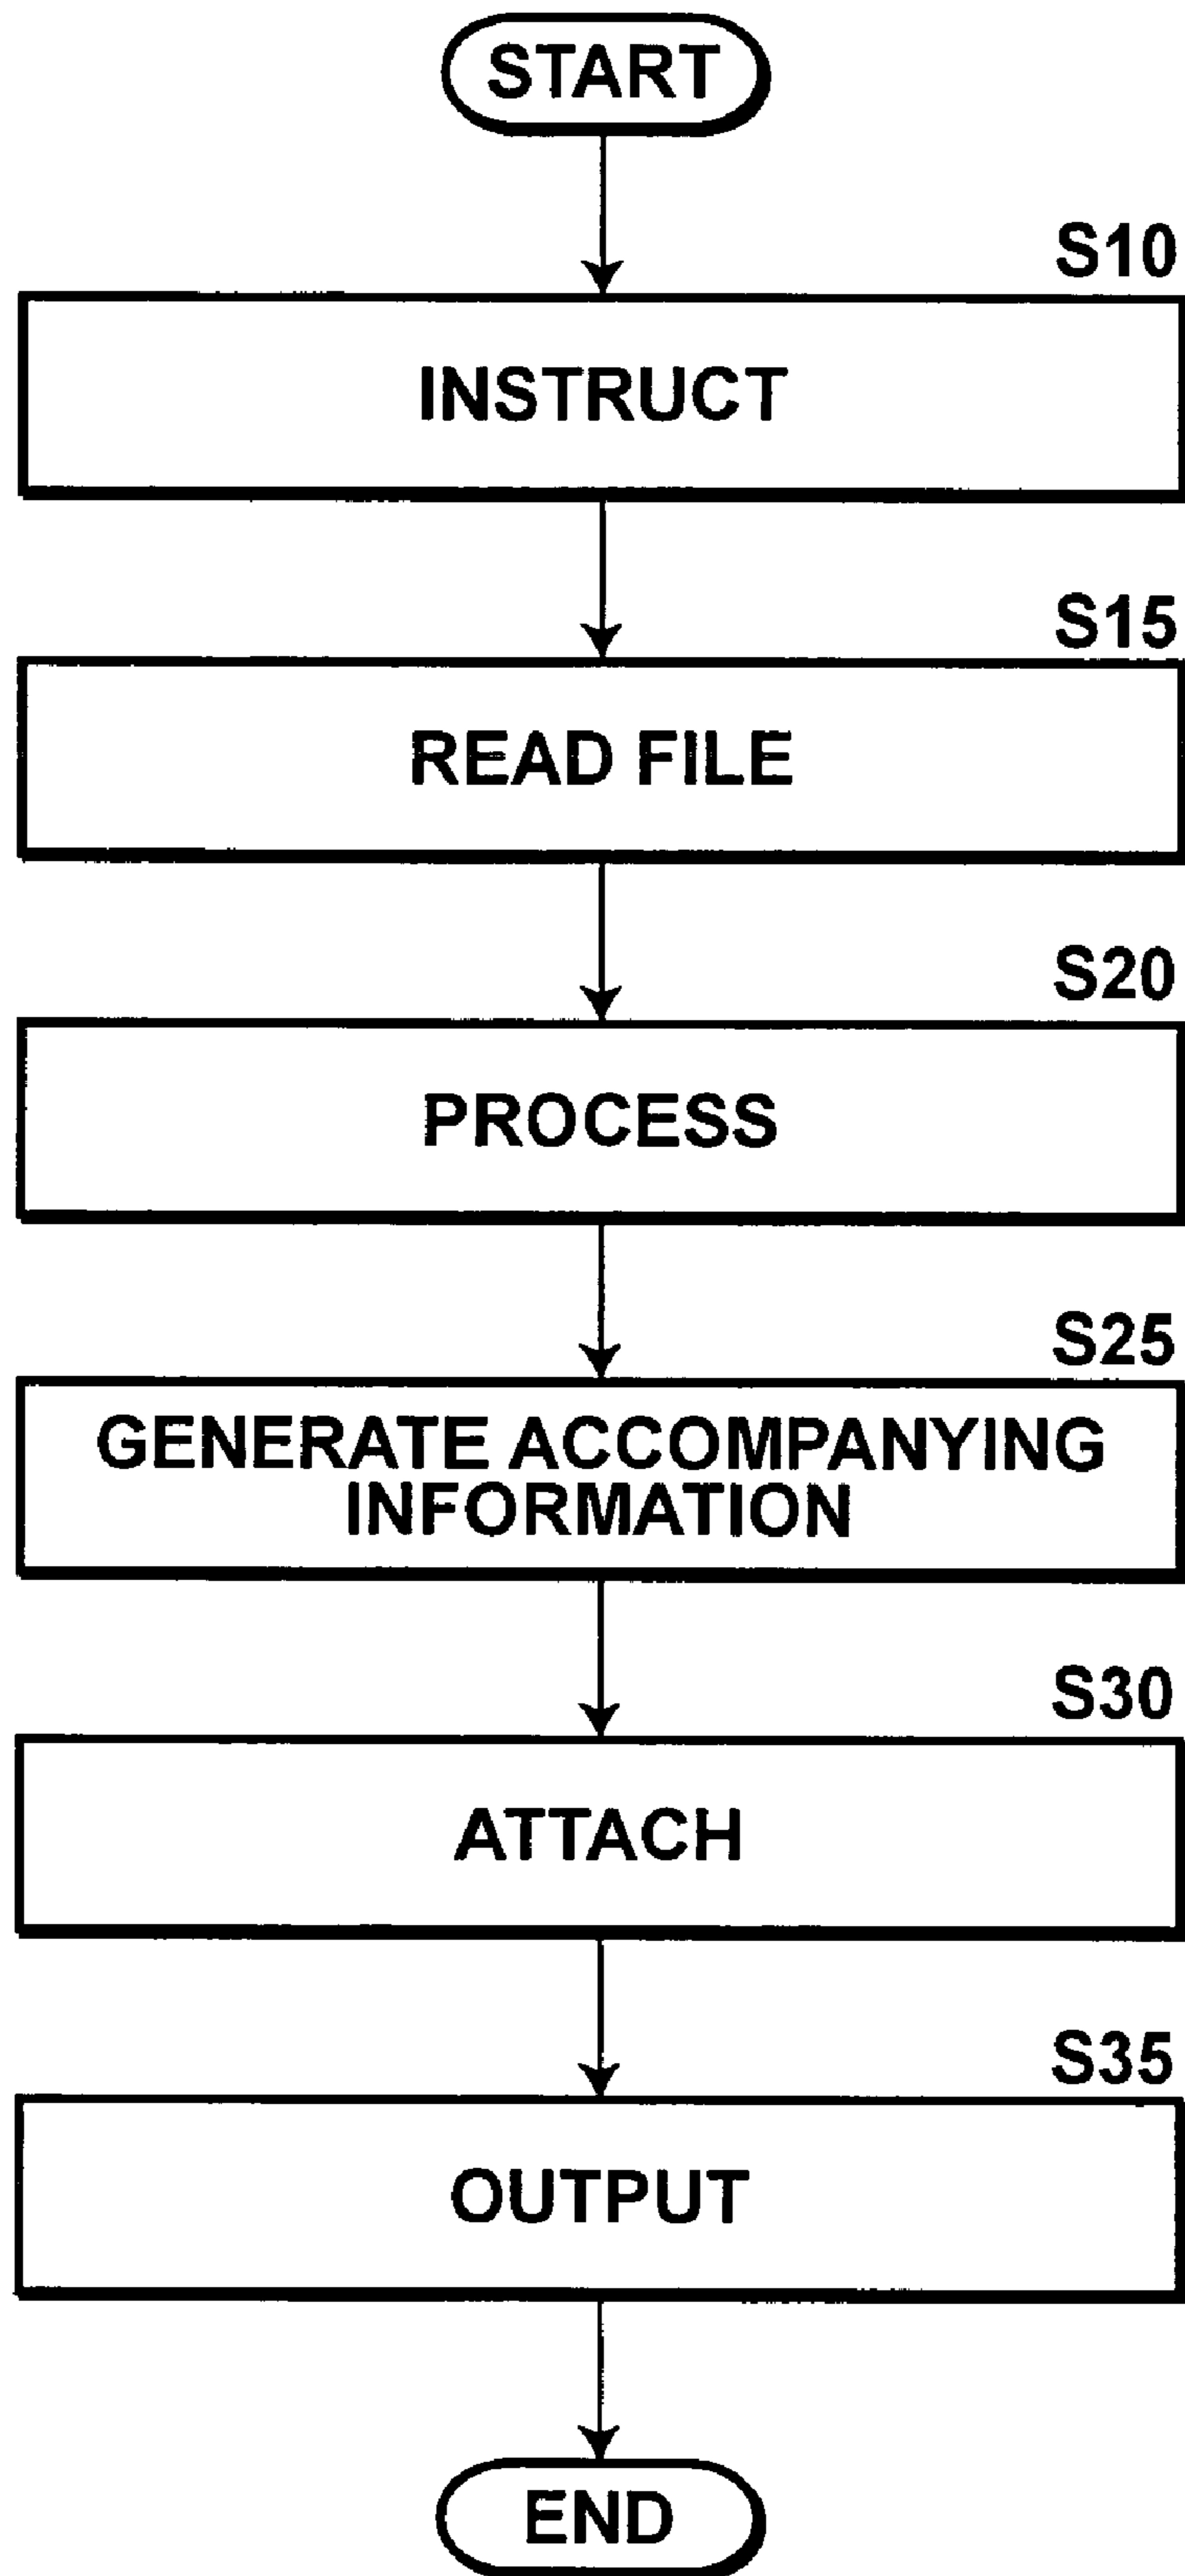 START
S10
INSTRUCT
S15
READ FILE
S20
PROCESS
S25
GENERATE ACCOMPANYING
INFORMATION
S30
ATTACH
S35
OUTPUT
END